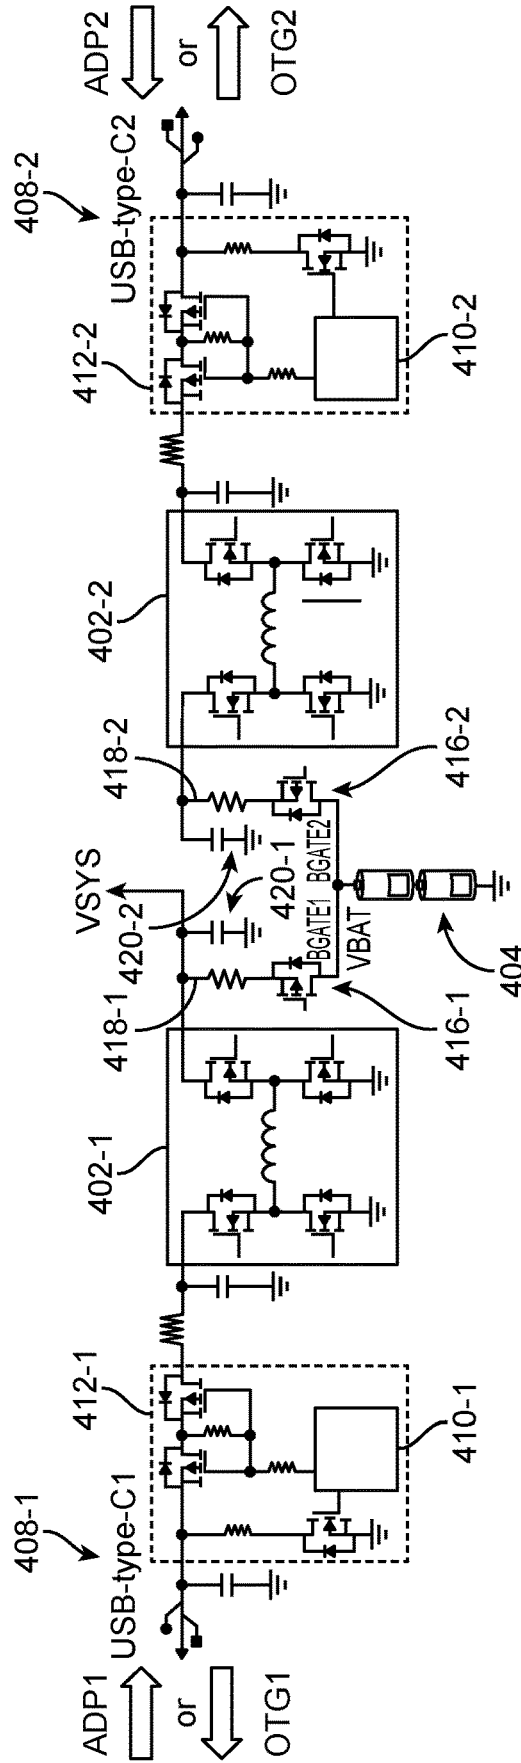 ADP1
or
OTG1
408-1
USB-type-C1
412-1
410-1
402-1
VSYS
418-1
420-2
420-1
418-2
BGATE1
BGATE2
VBAT
416-1
404
416-2
402-2
412-2
410-2
408-2
USB-type-C2
ADP2
or
OTG2